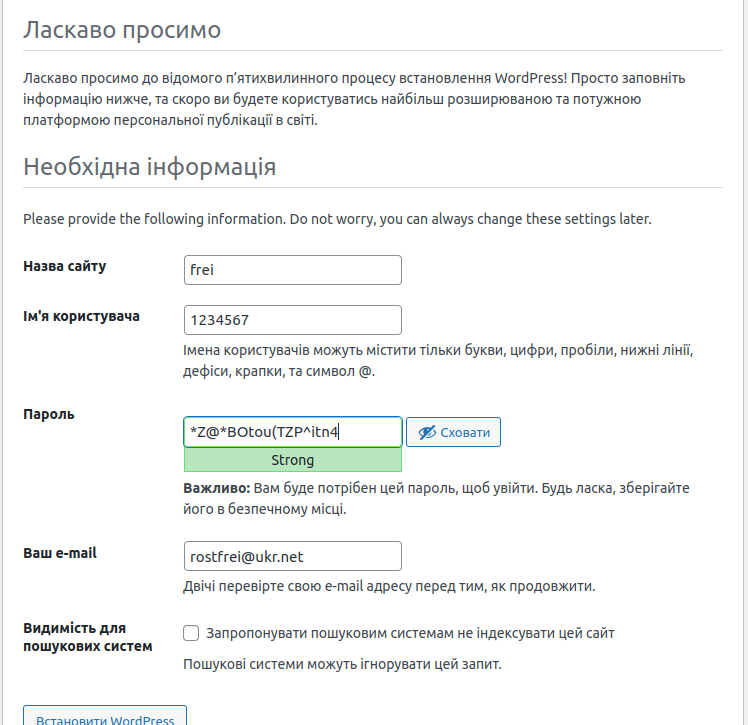 Ласкаво просимо
Ласкаво просимо до відомого п’ятихвилинного процесу встановлення WordPress! Просто заповніть
інформацію нижче, та скоро ви будете користуватись найбільш розширюваною та потужною
платформою персональної публікації в світі.
Необхідна інформація
Please provide the following information. Do not worry, you can always change these settings later.
Назва сайту
frei
Ім'я користувача
1234567
Імена користувачів можуть містити тільки букви, цифри, пробіли, нижні лінії,
дефіси, крапки, та символ @.
Пароль
*Z@*BOtou(TZP^itn4
Сховати
Strong
Важливо: Вам буде потрібен цей пароль, щоб увійти. Будь ласка, зберігайте
його в безпечному місці.
Ваш e-mail
rostfrei@ukr.net
Двічі перевірте свою e-mail адресу перед тим, як продовжити.
Видимість для
пошукових систем
Запропонувати пошуковим системам не індексувати цей сайт
Пошукові системи можуть ігнорувати цей запит.
Встановити WordPress